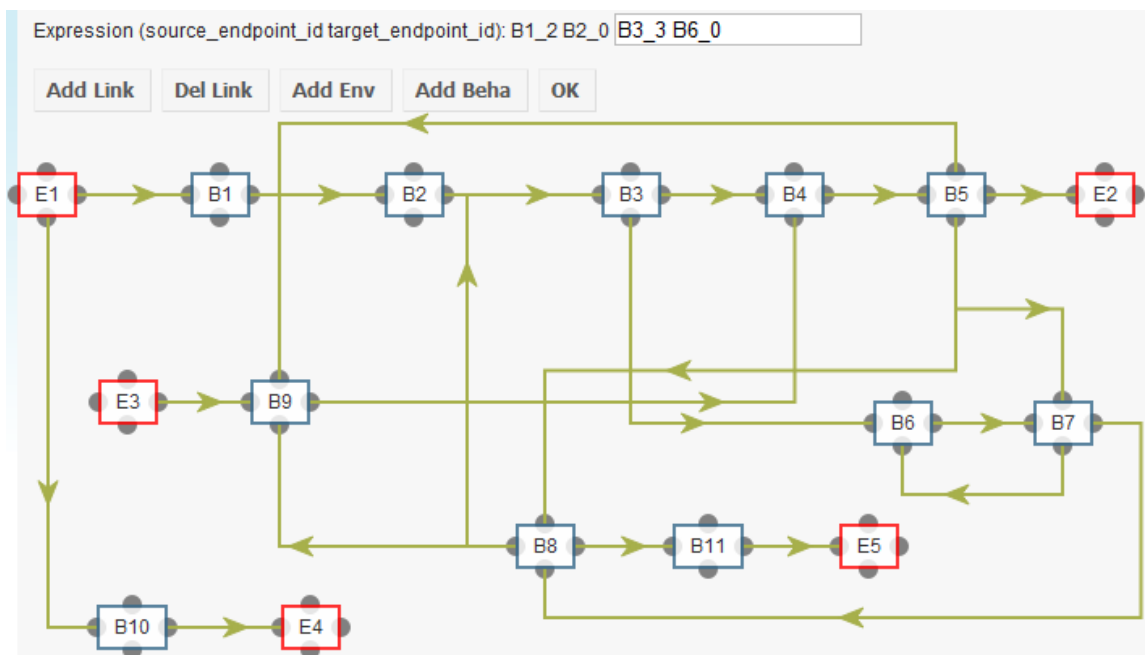 Expression (source_endpoint_id target_endpoint_id): B1_2 B2_0 B3_3 B6_0
Add Link Del Link Add Env Add Beha OK
E1 B1 B2 B3 B4 B5 E2
E3 B9 B6 B7
B8 B11 E5
B10 E4